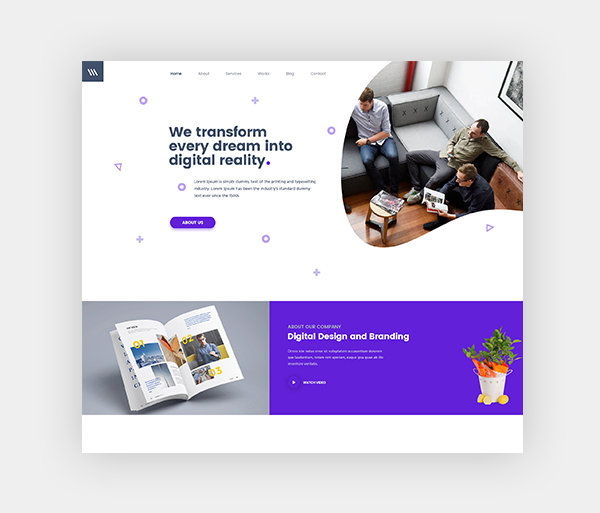 Home About Services Works Blog Contact
We transform
every dream into
digital reality.
Lorem Ipsum is simply dummy text of the printing and typesetting
industry. Lorem Ipsum has been the industry's standard dummy
text ever since the 1500s
ABOUT US
01
02
03
ABOUT OUR COMPANY
Digital Design and Branding
WATCH VIDEO